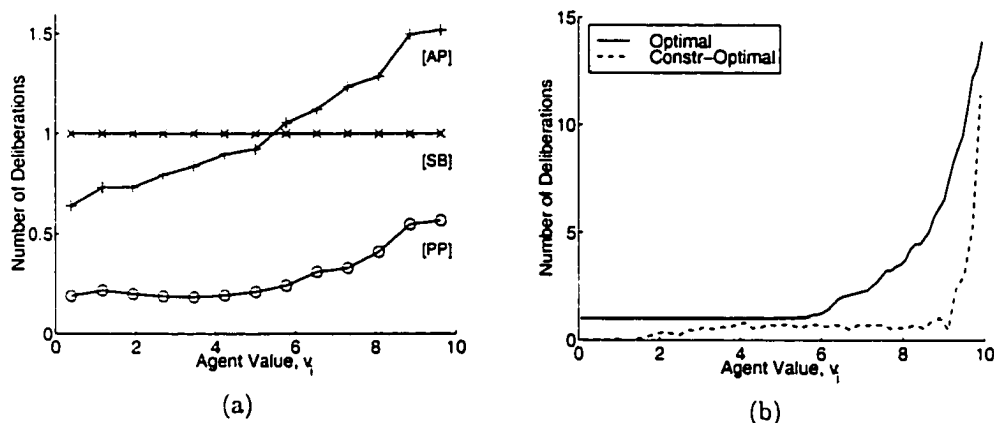 Number of Deliberations
1.5
1
0.5
0
[AP]
[SB]
[PP]
0 2 4 6 8 10
Agent Value, v_i
(a)
Number of Deliberations
15
10
5
0
Optimal
Constr-Optimal
0 2 4 6 8 10
Agent Value, v_i
(b)